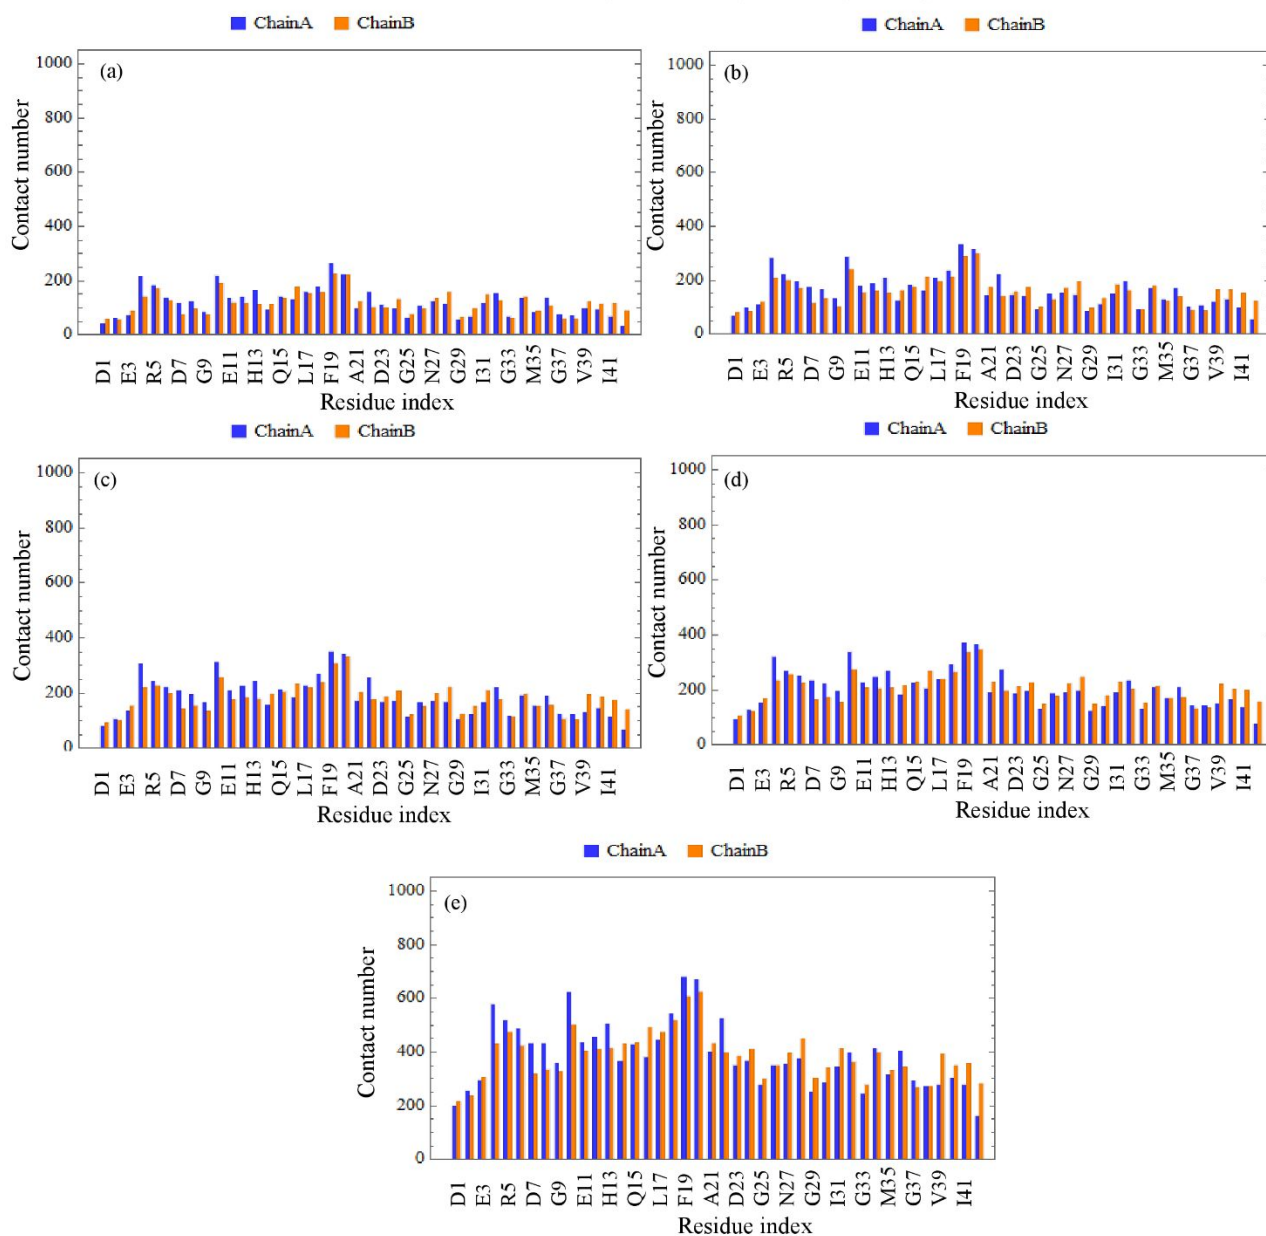 ChainA ChainB
(a)
1000
800
600
400
200
0
Contact number
D1 E3 R5 D7 G9 E11 H13 Q15 L17 F19 A21 D23 G25 N27 G29 I31 G33 M35 G37 V39 I41
Residue index
ChainA ChainB
(b)
1000
800
600
400
200
0
Contact number
D1 E3 R5 D7 G9 E11 H13 Q15 L17 F19 A21 D23 G25 N27 G29 I31 G33 M35 G37 V39 I41
Residue index
ChainA ChainB
(c)
1000
800
600
400
200
0
Contact number
D1 E3 R5 D7 G9 E11 H13 Q15 L17 F19 A21 D23 G25 N27 G29 I31 G33 M35 G37 V39 I41
Residue index
ChainA ChainB
(d)
1000
800
600
400
200
0
Contact number
D1 E3 R5 D7 G9 E11 H13 Q15 L17 F19 A21 D23 G25 N27 G29 I31 G33 M35 G37 V39 I41
Residue index
ChainA ChainB
(e)
1000
800
600
400
200
0
Contact number
D1 E3 R5 D7 G9 E11 H13 Q15 L17 F19 A21 D23 G25 N27 G29 I31 G33 M35 G37 V39 I41
Residue index